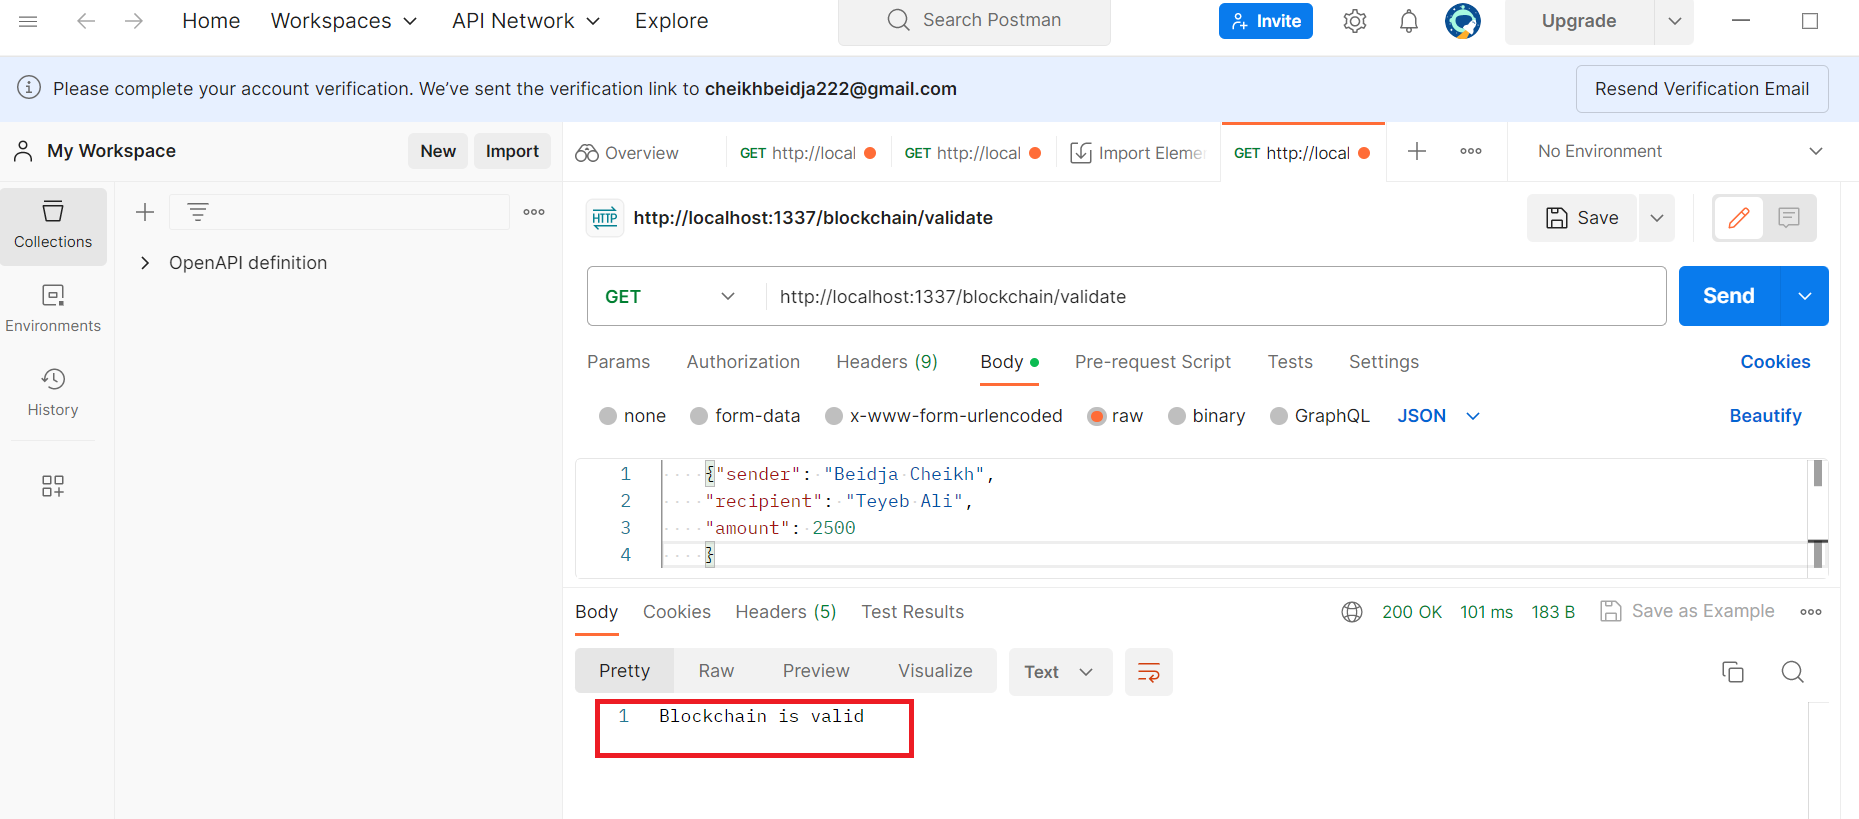 Home Workspaces API Network Explore Search Postman Invite Upgrade
Please complete your account verification. We've sent the verification link to cheikhbeidja222@gmail.com Resend Verification Email
My Workspace New Import Overview GET http://local GET http://local Import Eleme GET http://local No Environment
Collections
OpenAPI definition
Environments
History
HTTP http://localhost:1337/blockchain/validate Save
GET http://localhost:1337/blockchain/validate Send
Params Authorization Headers (9) Body Pre-request Script Tests Settings Cookies
none form-data x-www-form-urlencoded raw binary GraphQL JSON Beautify
1 {"sender": "Beidja Cheikh",
2 "recipient": "Teyeb Ali",
3 "amount": 2500
4 }
Body Cookies Headers (5) Test Results 200 OK 101 ms 183 B Save as Example
Pretty Raw Preview Visualize Text
1 Blockchain is valid